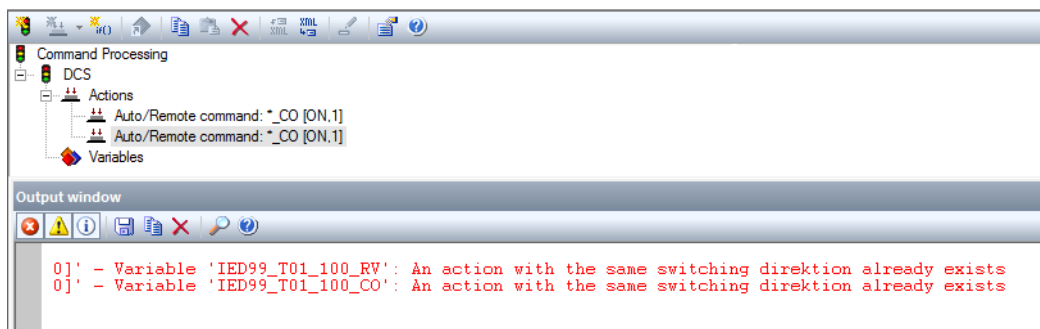 Command Processing
DCS
Actions
Auto/Remote command: *_CO [ON,1]
Auto/Remote command: *_CO [ON,1]
Variables
Output window
0]' - Variable 'IED99_T01_100_RV': An action with the same switching direktion already exists
0]' - Variable 'IED99_T01_100_CO': An action with the same switching direktion already exists